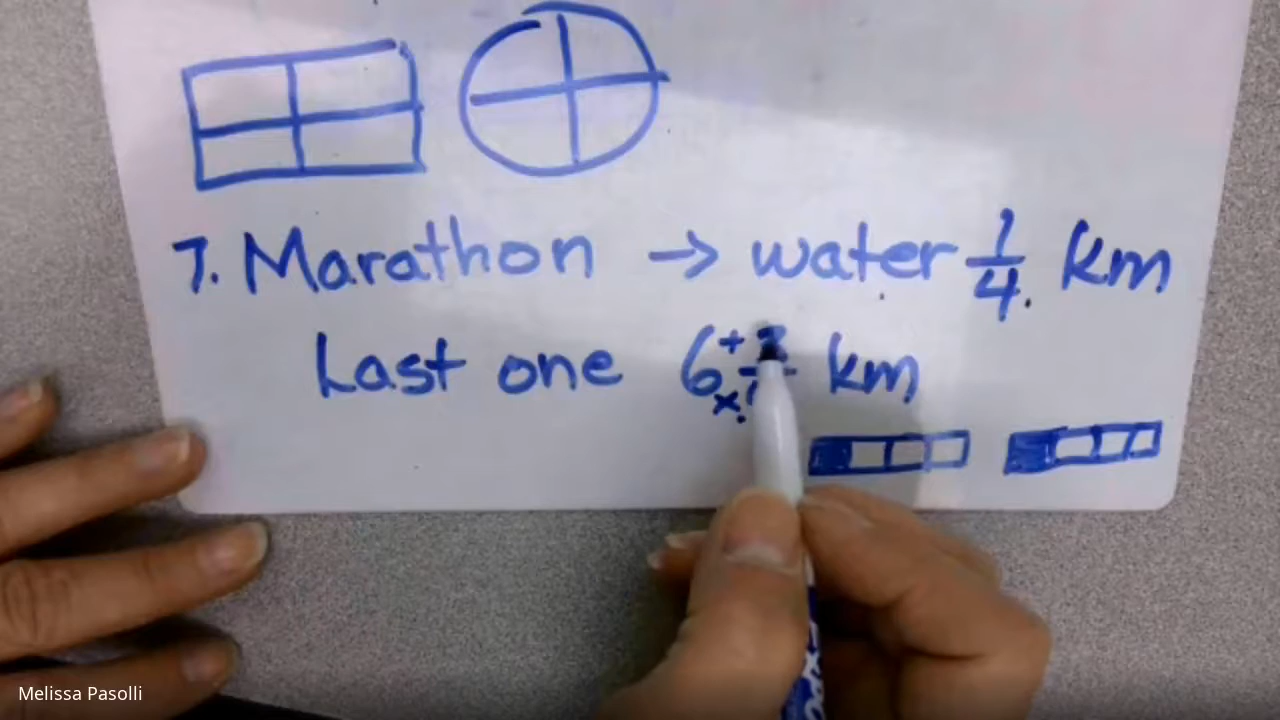 7. Marathon → water 1/4 km
Last one 6 + × km
Melissa Pasolli